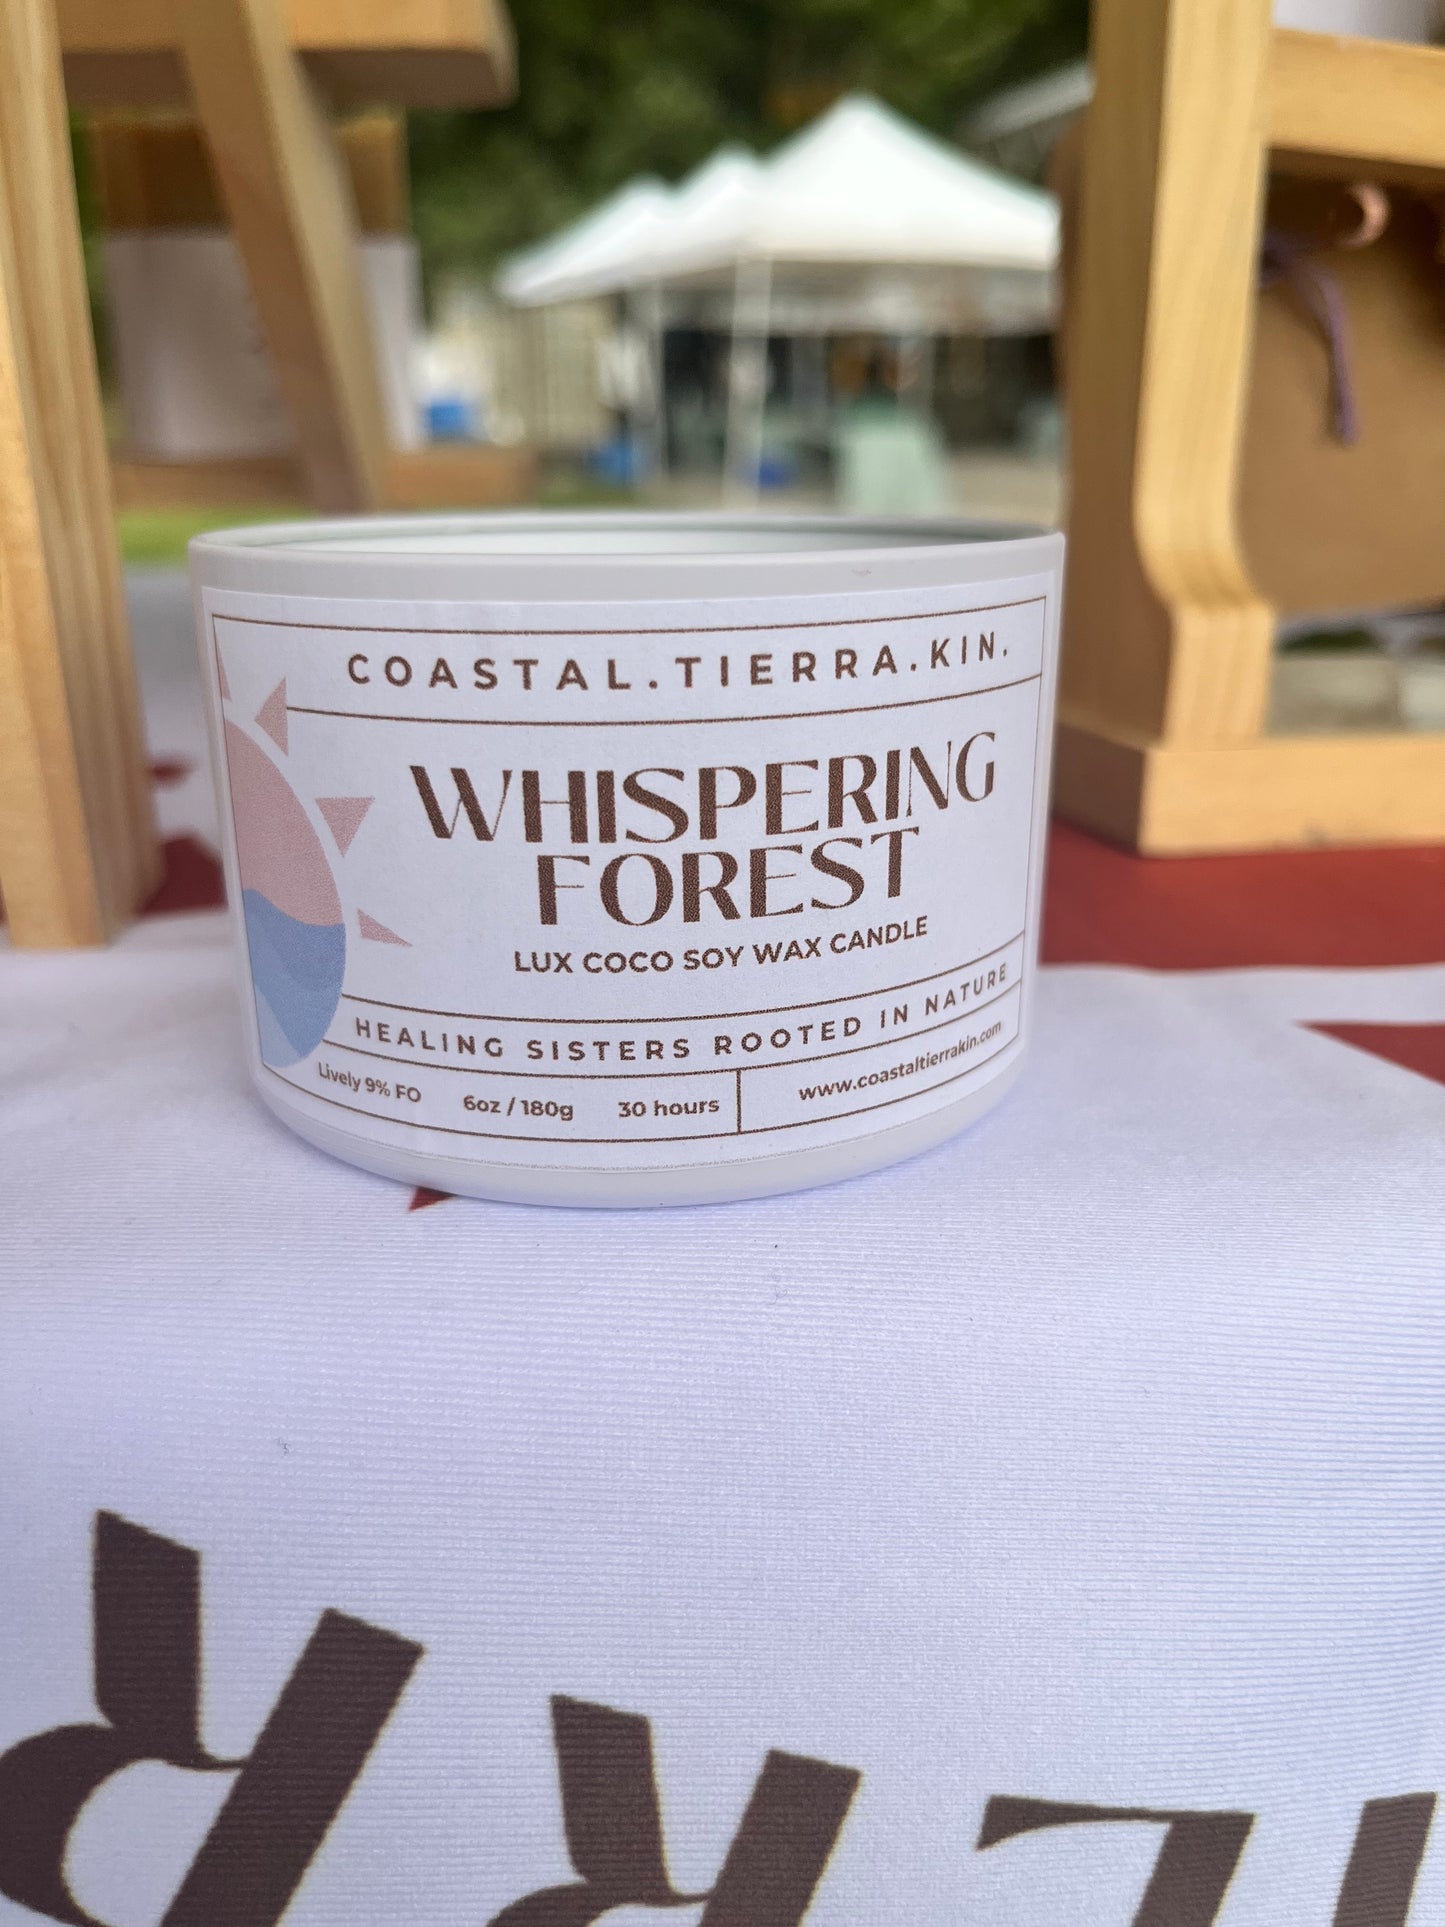 COASTAL.TIERRA.KIN.
WHISPERING
FOREST
LUX COCO SOY WAX CANDLE
HEALING SISTERS ROOTED IN NATURE
Lively 9% FO 6oz / 180g 30 hours www.coastaltierrakin.com